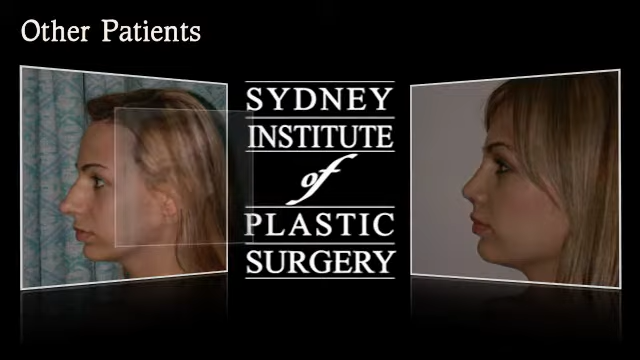 Other Patients
SYDNEY
INSTITUTE
of
PLASTIC
SURGERY